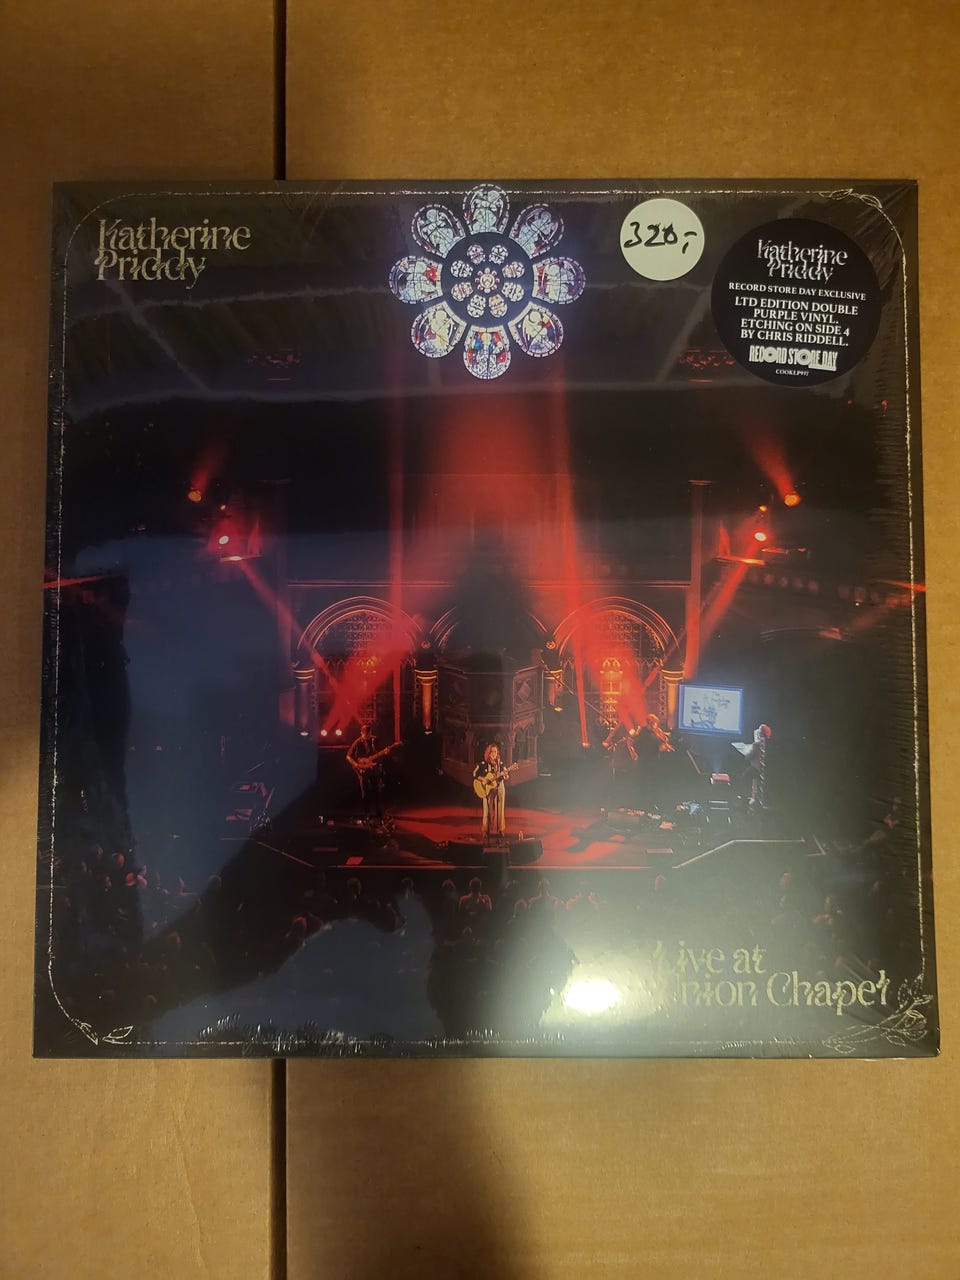 Katherine
Priddy
320,-
Katherine
Priddy
RECORD STORE DAY EXCLUSIVE
LTD EDITION DOUBLE
PURPLE VINYL.
ETCHING ON SIDE 4
BY CHRIS RIDDELL.
RECORD STORE DAY
COOKLP917
Live at
Union Chapel